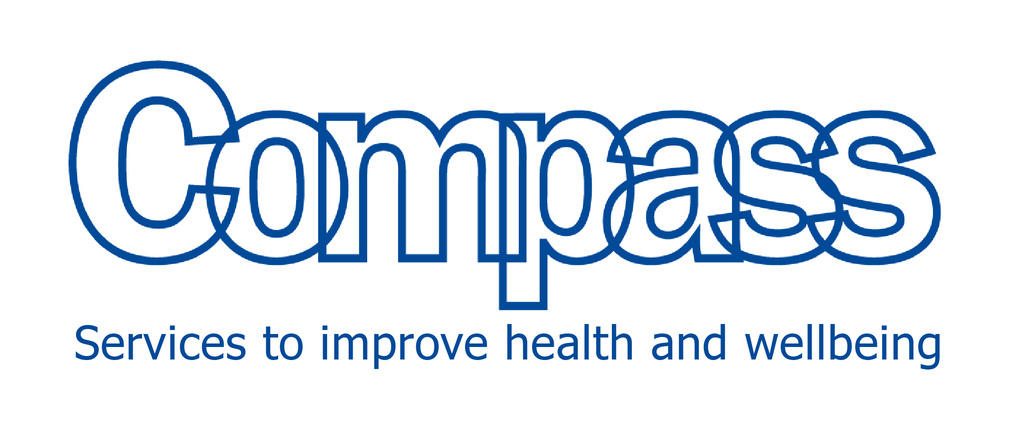 Compass
Services to improve health and wellbeing